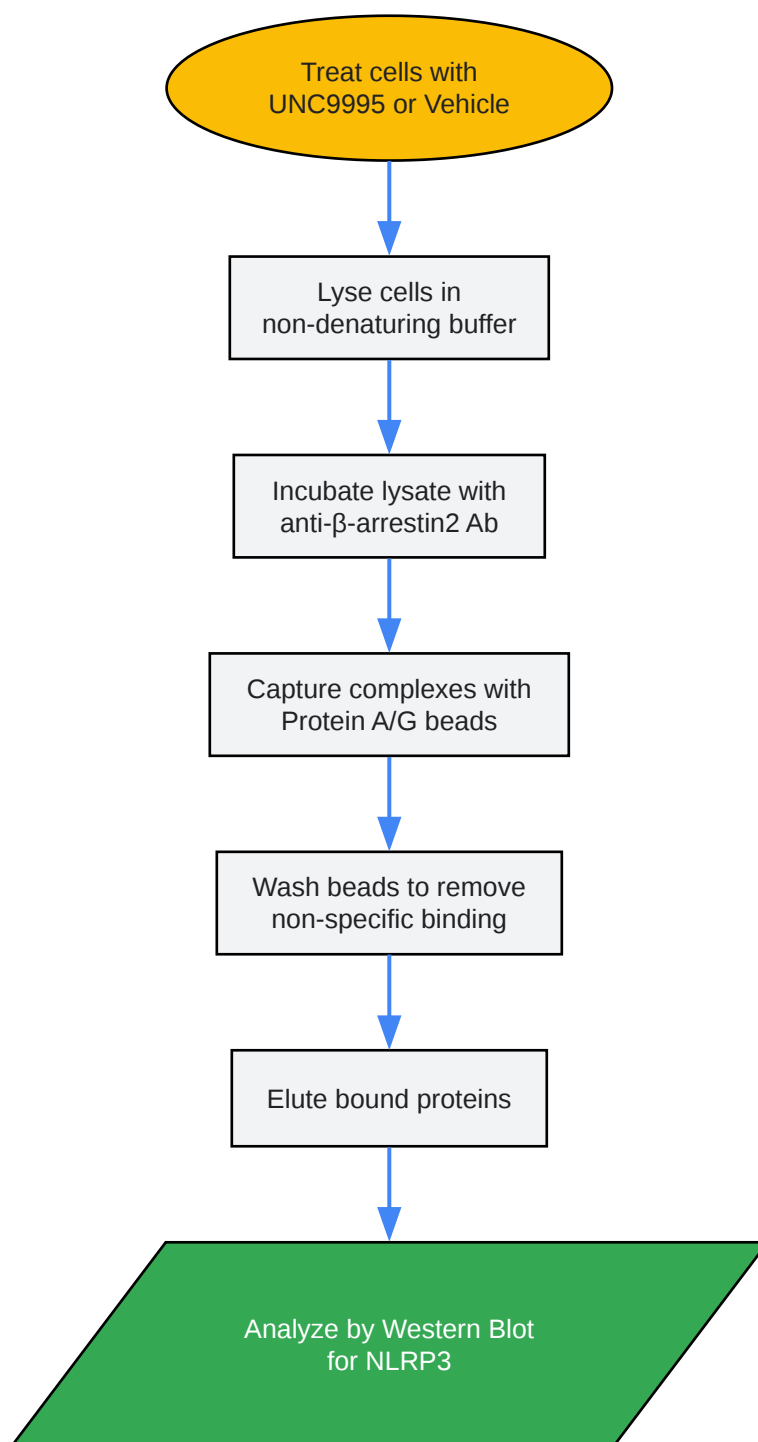 Treat cells with
UNC9995 or Vehicle
Lyse cells in
non-denaturing buffer
Incubate lysate with
anti-β-arrestin2 Ab
Capture complexes with
Protein A/G beads
Wash beads to remove
non-specific binding
Elute bound proteins
Analyze by Western Blot
for NLRP3